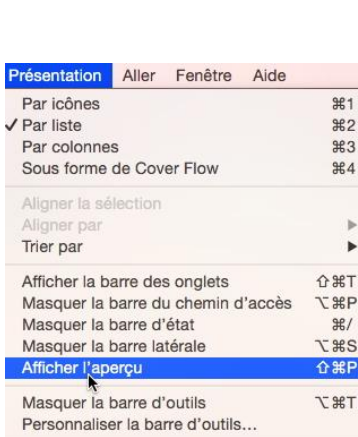 Présentation Aller Fenêtre Aide
Par icônes ⌘1
✓ Par liste ⌘2
Par colonnes ⌘3
Sous forme de Cover Flow ⌘4
Aligner la sélection
Aligner par ▶
Trier par ▶
Afficher la barre des onglets ⇧⌘T
Masquer la barre du chemin d'accès ⌥⌘P
Masquer la barre d'état ⌘/
Masquer la barre latérale ⌥⌘S
Afficher l'aperçu ⇧⌘P
Masquer la barre d'outils ⌥⌘T
Personnaliser la barre d'outils…